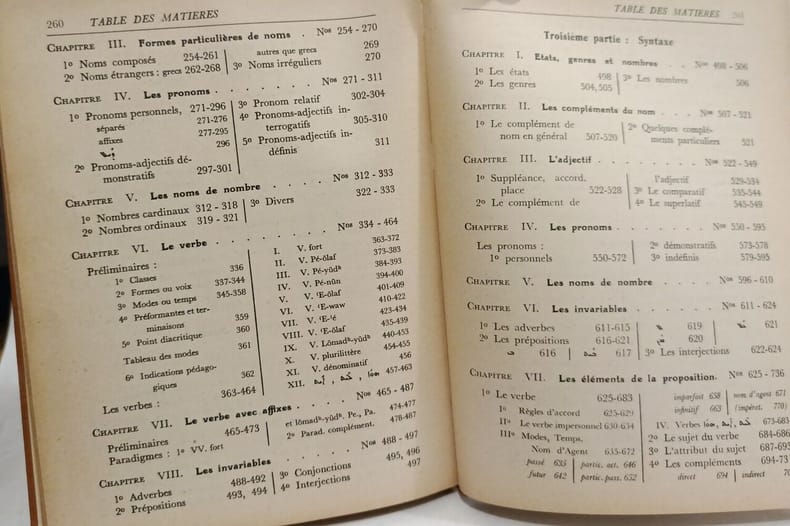 260 TABLE DES MATIERES
CHAPITRE III. Formes particulières de noms . Nos 254 - 270
1o Noms composés 254-261
2o Noms étrangers : grecs 262-268
autres que grecs 269
3o Noms irréguliers 270
CHAPITRE IV. Les pronoms . . . . . . Nos 271 - 311
1o Pronoms personnels, 271-296
séparés 271-276
affixes 277-295
296
2o Pronoms-adjectifs dé-
monstratifs 297-301
3o Pronom relatif 302-304
4o Pronoms-adjectifs in-
terrogatifs 305-310
5o Pronoms-adjectifs in-
définis 311
CHAPITRE V. Les noms de nombre . . . . Nos 312 - 333
1o Nombres cardinaux 312 - 318
2o Nombres ordinaux 319 - 321
3o Divers 322 - 333
CHAPITRE VI. Le verbe . . . . . . . Nos 334 - 464
Préliminaires :
1o Classes 336
2o Formes ou voix 337-344
3o Modes ou temps 345-358
4o Préformantes et ter-
minaisons 359
5o Point diacritique 360
Tableau des modes 361
6o Indications pédago-
giques 362
Les verbes : 363-464
I. V. fort 363-372
II. V. Pé-ôlaf 373-383
III. V. Pé-yûdh 384-393
IV. V. Pé-nûn 394-400
V. V. ‘E-ôlaf 401-409
VI. V. ‘E-waw 410-422
VII. V. ‘E-‘é 423-434
VIII. V. ‘E-ôlaf 435-439
IX. V. Lômadh-yûdh 440-453
X. V. plurilitère 454-455
XI. V. dénominatif 456
XII. 457-463
CHAPITRE VII. Le verbe avec affixes . . Nos 465 - 487
Préliminaires 465-473
Paradigmes : 1o VV. fort
et lômadh-yûdh, Pe., Pa. 474-477
2o Parad. complément. 478-487
CHAPITRE VIII. Les invariables . . . . Nos 488 - 497
1o Adverbes 488-492
2o Prépositions 493, 494
3o Conjonctions 495, 496
4o Interjections 497
TABLE DES MATIERES
Troisième partie : Syntaxe
CHAPITRE I. Etats, genres et nombres . . Nos 498 - 506
1o Les états 498
2o Les genres 504, 505
3o Les nombres 506
CHAPITRE II. Les compléments du nom . . . Nos 507 - 521
1o Le complément de
nom en général 507-520
2o Quelques complé-
ments particuliers 521
CHAPITRE III. L'adjectif . . . . . . . Nos 522 - 549
1o Suppléance, accord,
place 522-528
2o Le complément de
l'adjectif 529-534
3o Le comparatif 535-544
4o Le superlatif 545-549
CHAPITRE IV. Les pronoms . . . . . . Nos 550 - 595
Les pronoms :
1o personnels 550-572
2o démonstratifs 573-578
3o indéfinis 579-595
CHAPITRE V. Les noms de nombre . . . . Nos 596 - 610
CHAPITRE VI. Les invariables . . . . . Nos 611 - 624
1o Les adverbes 611-615
2o Les prépositions 616-621
616 617
619 621
620
3o Les interjections 622-624
CHAPITRE VII. Les éléments de la proposition. Nos 625 - 736
1o Le verbe 625-683
Io Règles d'accord 625-629
IIo Le verbe impersonnel 630-634
IIIo Modes, Temps.
Nom d'Agent 635-672
passé 635 partic. act. 646
futur 642 partic. pass. 652
imparfait 658 nom d'agent 671
infinitif 663 (impérat. 770)
IV. Verbes 673-683
2o Le sujet du verbe 684-686
3o L'attribut du sujet 687-693
4o Les compléments 694-73
direct 694 indirect 70